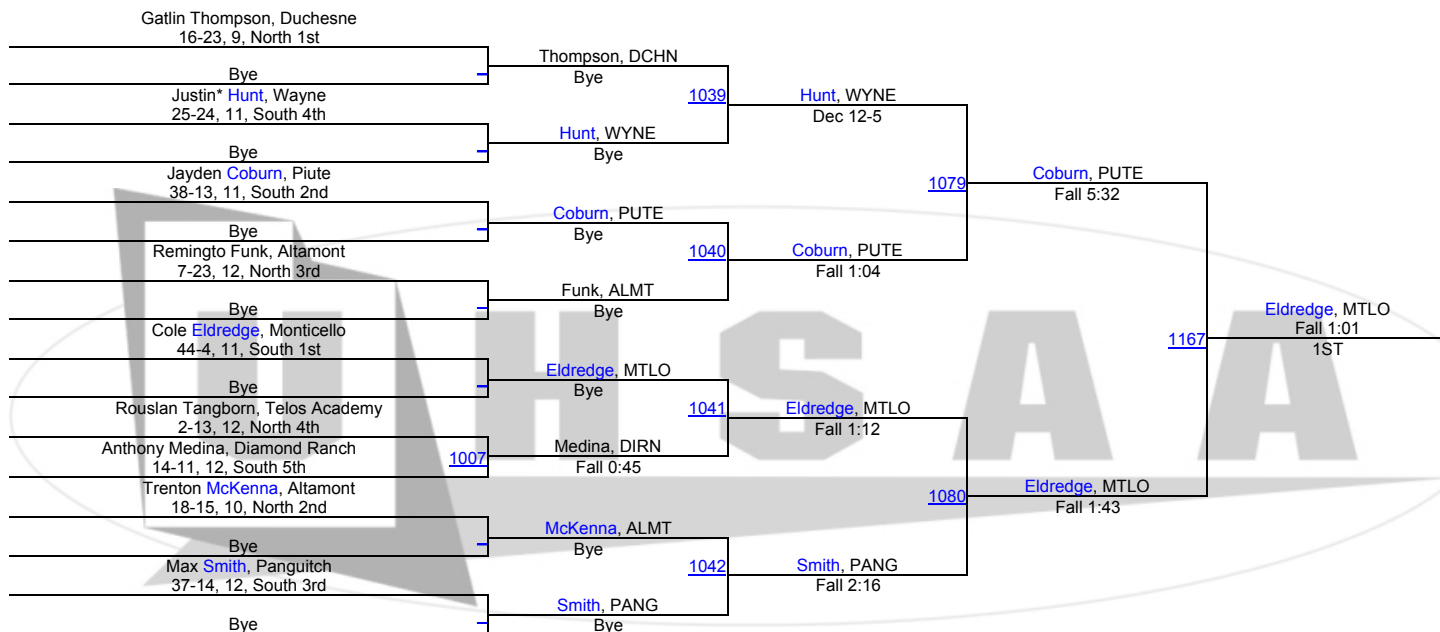 Gatlin Thompson, Duchesne
16-23, 9, North 1st
Bye
Justin* Hunt, Wayne
25-24, 11, South 4th
Bye
Jayden Coburn, Piute
38-13, 11, South 2nd
Bye
Remingto Funk, Altamont
7-23, 12, North 3rd
Bye
Cole Eldredge, Monticello
44-4, 11, South 1st
Bye
Rouslan Tangborn, Telos Academy
2-13, 12, North 4th
Anthony Medina, Diamond Ranch
14-11, 12, South 5th
1007
Trenton McKenna, Altamont
18-15, 10, North 2nd
Bye
Max Smith, Panguitch
37-14, 12, South 3rd
Bye
Thompson, DCHN
Bye
1039
Hunt, WYNE
Bye
Coburn, PUTE
Bye
1040
Funk, ALMT
Bye
Eldredge, MTLO
Bye
1041
Medina, DIRN
Fall 0:45
McKenna, ALMT
Bye
1042
Smith, PANG
Bye
Hunt, WYNE
Dec 12-5
1079
Coburn, PUTE
Fall 1:04
Eldredge, MTLO
Fall 1:12
1080
Smith, PANG
Fall 2:16
Coburn, PUTE
Fall 5:32
1167
Eldredge, MTLO
Fall 1:43
Eldredge, MTLO
Fall 1:01
1ST
UHSAA